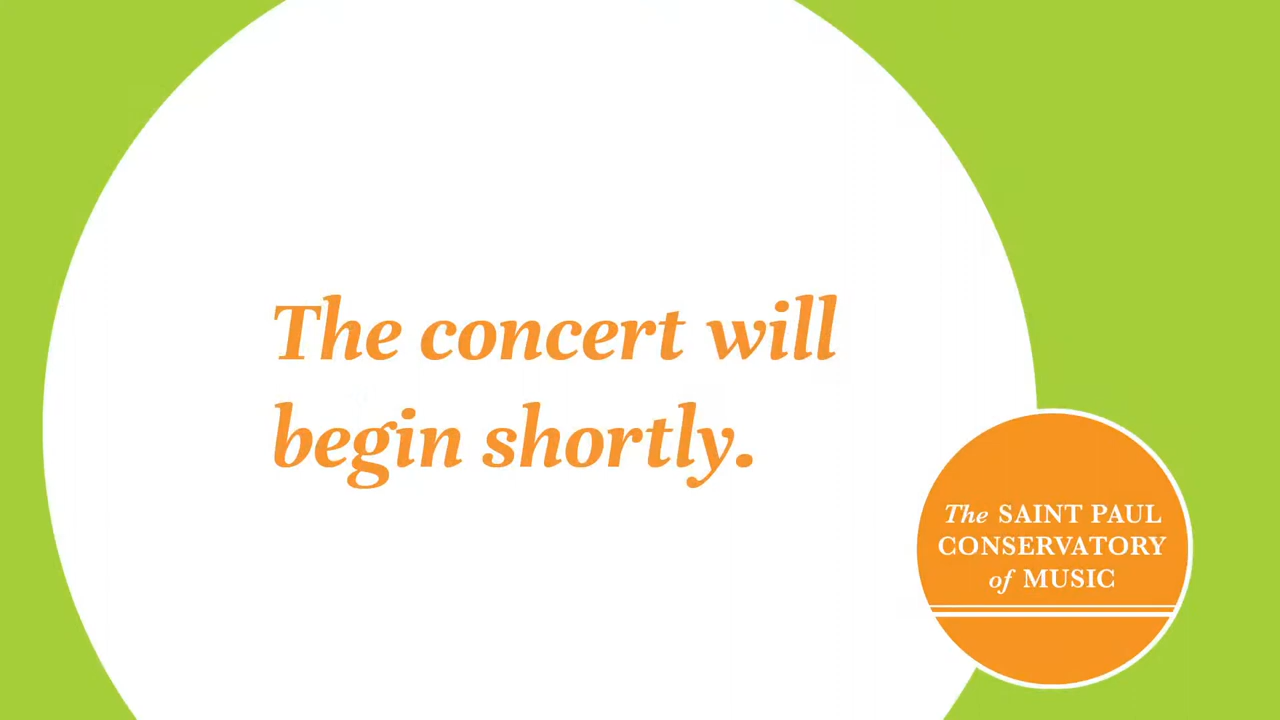 The concert will
begin shortly.
The SAINT PAUL
CONSERVATORY
of MUSIC